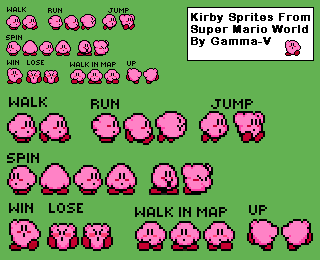 WALK RUN JUMP
Kirby Sprites From
Super Mario World
By Gamma-V
SPIN
WIN LOSE WALK IN MAP UP
WALK RUN JUMP
SPIN
WIN LOSE WALK IN MAP UP